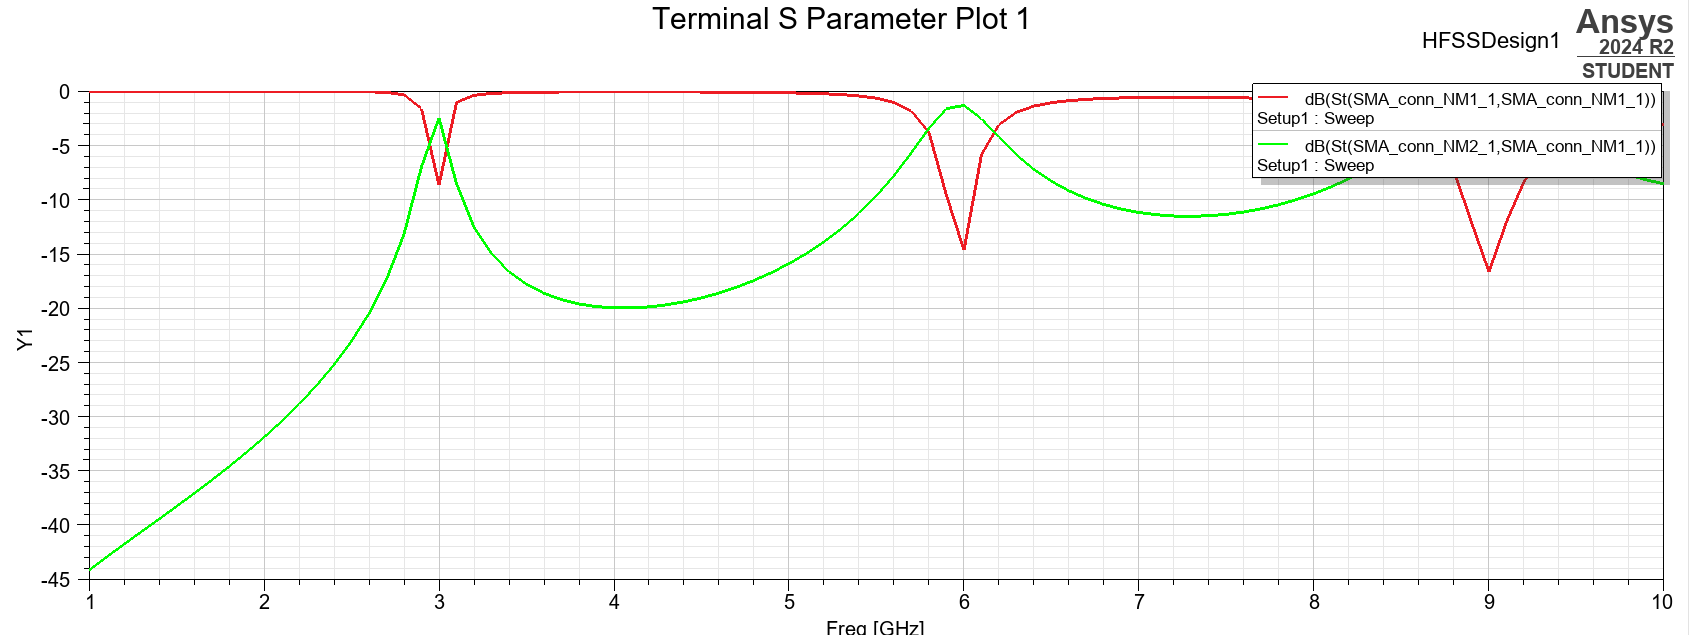 Terminal S Parameter Plot 1
HFSSDesign1
Ansys
2024 R2
STUDENT
dB(St(SMA_conn_NM1_1,SMA_conn_NM1_1))
Setup1 : Sweep
dB(St(SMA_conn_NM2_1,SMA_conn_NM1_1))
Setup1 : Sweep
0
-5
-10
-15
-20
-25
-30
-35
-40
-45
Y1
1 2 3 4 5 6 7 8 9 10
Freq [GHz]